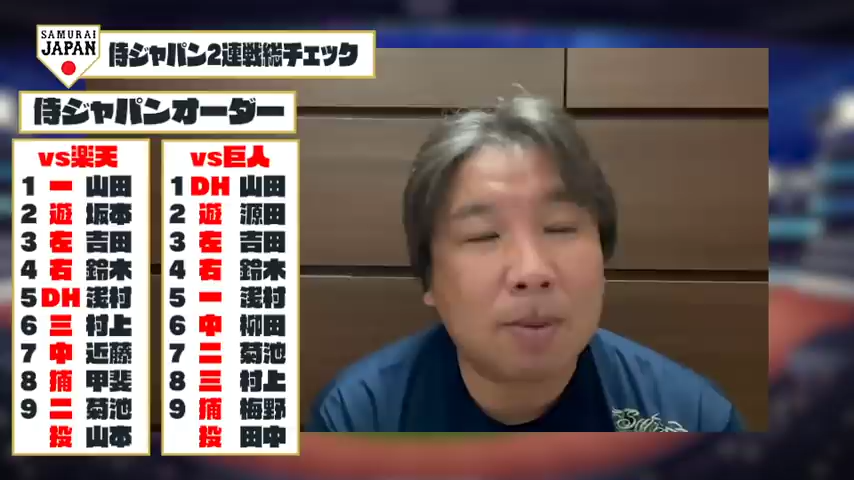 SAMURAI
JAPAN
侍ジャパン2連戦総チェック
侍ジャパンオーダー
vs楽天
1 一 山田
2 遊 坂本
3 左 吉田
4 右 鈴木
5 DH 浅村
6 三 村上
7 中 近藤
8 捕 甲斐
9 二 菊池
投 山本
vs巨人
1 DH 山田
2 遊 源田
3 左 吉田
4 右 鈴木
5 一 浅村
6 中 柳田
7 二 菊池
8 三 村上
9 捕 梅野
投 田中